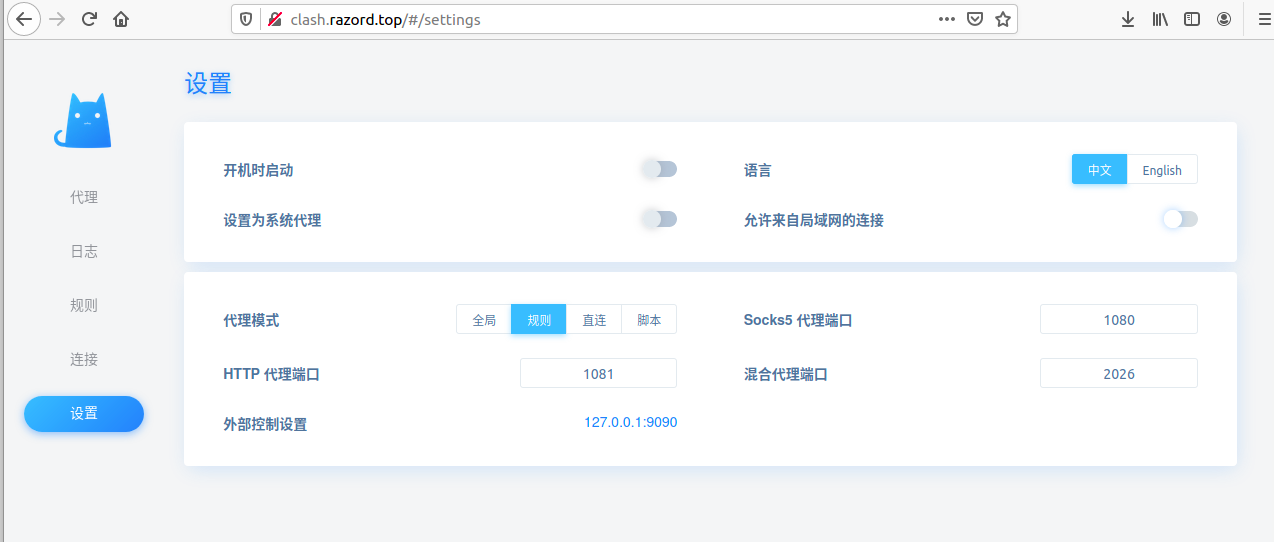 clash.razord.top/#/settings
设置
代理
日志
规则
连接
设置
开机时启动
语言 中文 English
设置为系统代理
允许来自局域网的连接
代理模式 全局 规则 直连 脚本
Socks5 代理端口 1080
HTTP 代理端口 1081
混合代理端口 2026
外部控制设置 127.0.0.1:9090